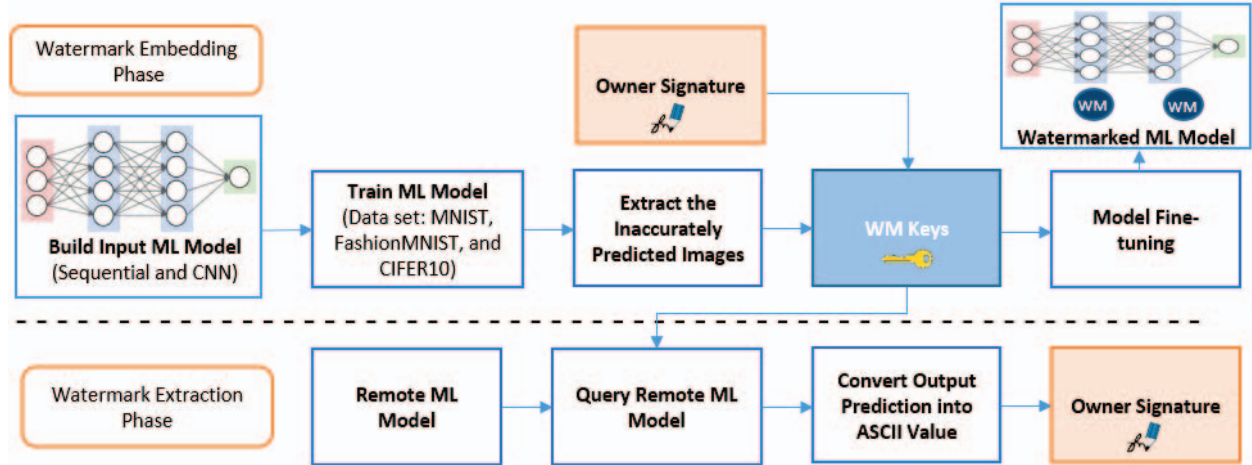 Watermark Embedding
Phase
Build Input ML Model
(Sequential and CNN)
Train ML Model
(Data set: MNIST,
FashionMNIST, and
CIFER10)
Owner Signature
Extract the
Inaccurately
Predicted Images
WM Keys
WM
WM
Watermarked ML Model
Model Fine-
tuning
Watermark Extraction
Phase
Remote ML
Model
Query Remote ML
Model
Convert Output
Prediction into
ASCII Value
Owner Signature